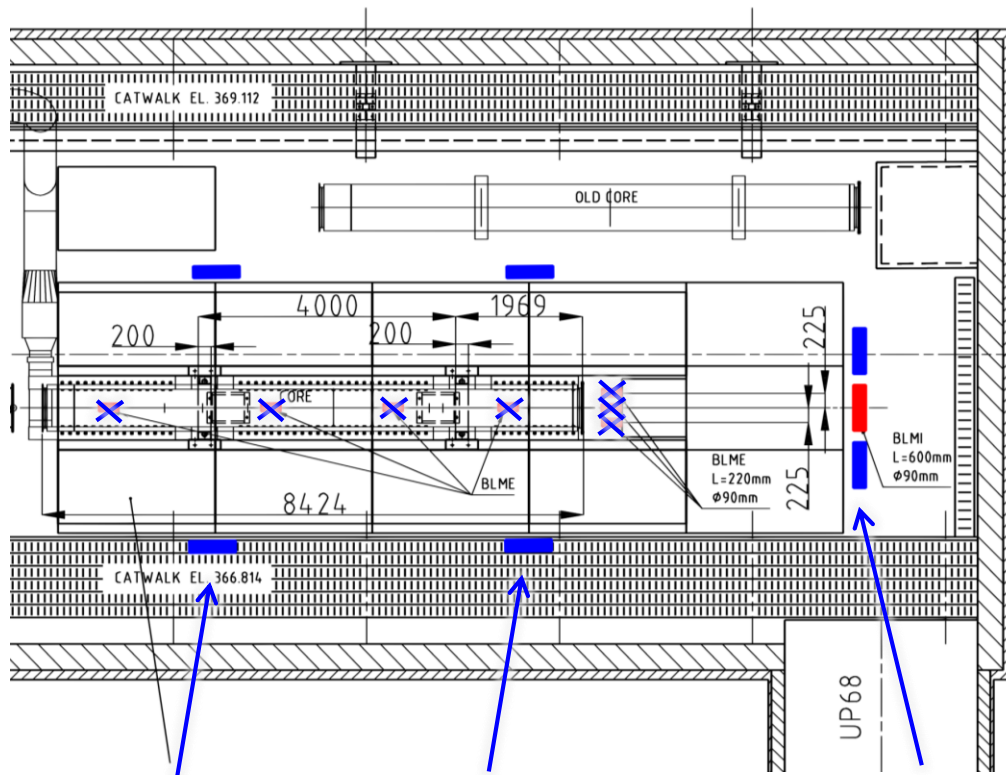 CATWALK EL. 369.112
OLD CORE
4000
1969
200
200
225
CORE
BLME
BLME
L=220mm
ø90mm
225
BLMI
L=600mm
ø90mm
8424
CATWALK EL. 366.814
UP68